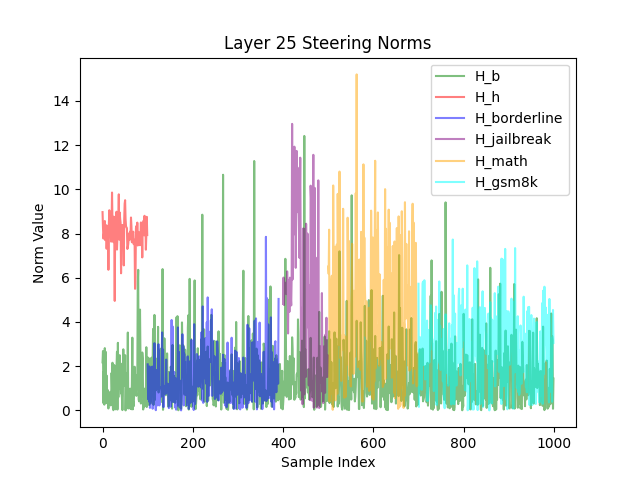 Layer 25 Steering Norms
H_b
H_h
H_borderline
H_jailbreak
H_math
H_gsm8k
14
12
10
8
6
4
2
0
Norm Value
0
200
400
600
800
1000
Sample Index